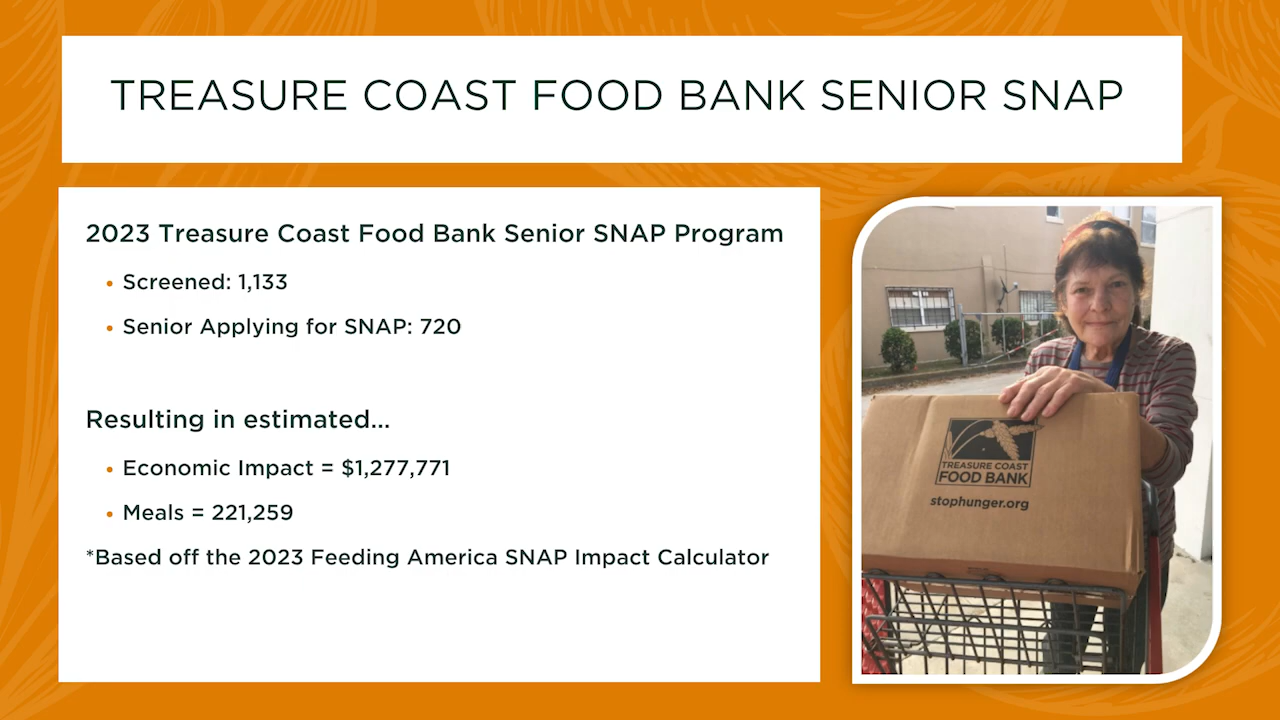 TREASURE COAST FOOD BANK SENIOR SNAP
2023 Treasure Coast Food Bank Senior SNAP Program
• Screened: 1,133
• Senior Applying for SNAP: 720
Resulting in estimated...
• Economic Impact = $1,277,771
• Meals = 221,259
*Based off the 2023 Feeding America SNAP Impact Calculator
TREASURE COAST
FOOD BANK
stophunger.org